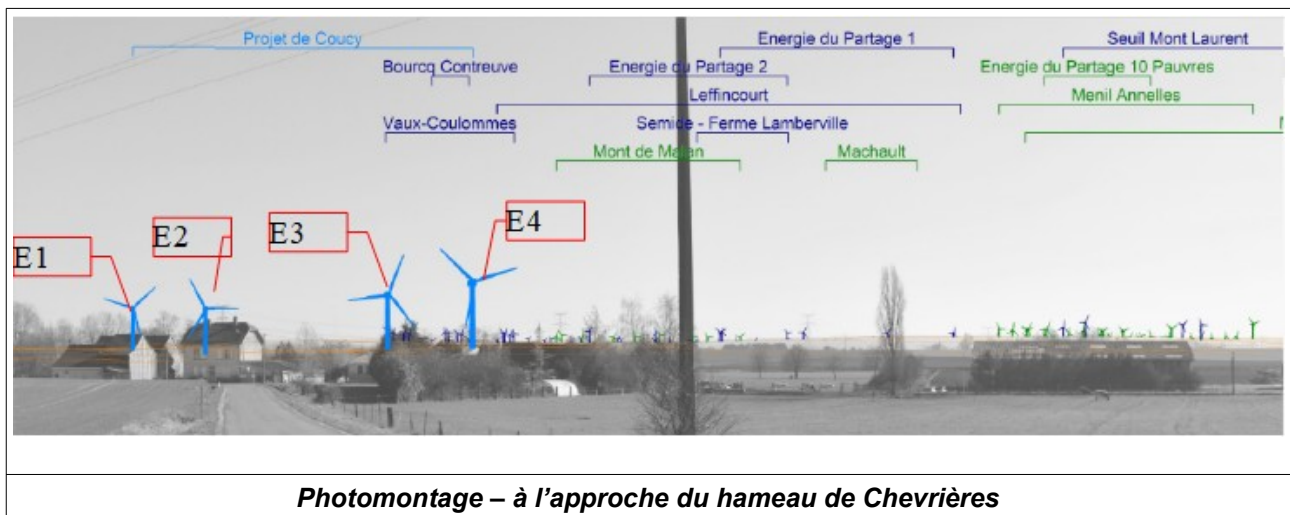 Projet de Coucy
Energie du Partage 1
Seuil Mont Laurent
Bourcq Contreuve
Energie du Partage 2
Energie du Partage 10 Pauvres
Leffincourt
Menil Annelles
Vaux-Coulommes
Semide - Ferme Lamberville
Mont de Malan
Machault
E1
E2
E3
E4
Photomontage – à l'approche du hameau de Chevrières